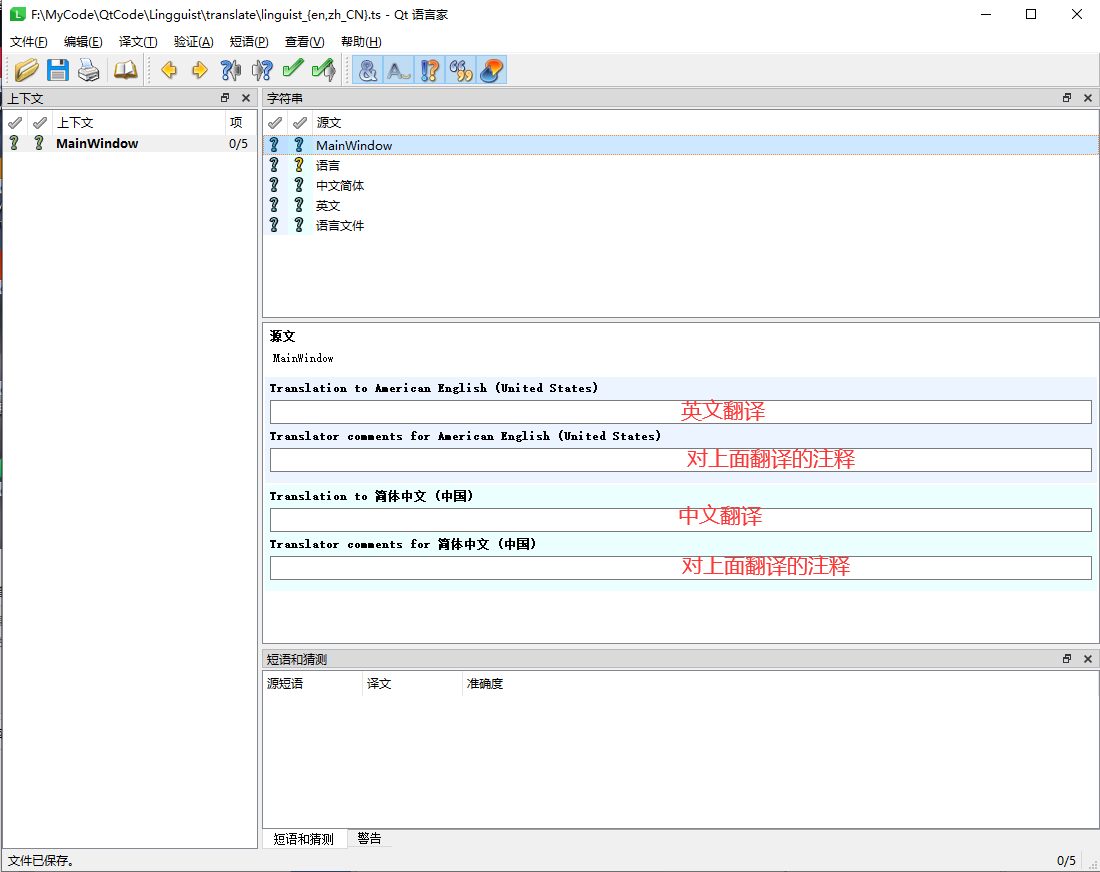 F:\MyCode\QtCode\Lingguist\translate\linguist_{en,zh_CN}.ts - Qt 语言家
文件(F) 编辑(E) 译文(T) 验证(A) 短语(P) 查看(V) 帮助(H)
上下文
上下文 项
MainWindow 0/5
字符串
源文
MainWindow
语言
中文简体
英文
语言文件
源文
MainWindow
Translation to American English (United States)
英文翻译
Translator comments for American English (United States)
对上面翻译的注释
Translation to 简体中文 (中国)
中文翻译
Translator comments for 简体中文 (中国)
对上面翻译的注释
短语和猜测
源短语 译文 准确度
短语和猜测 警告
文件已保存。 0/5